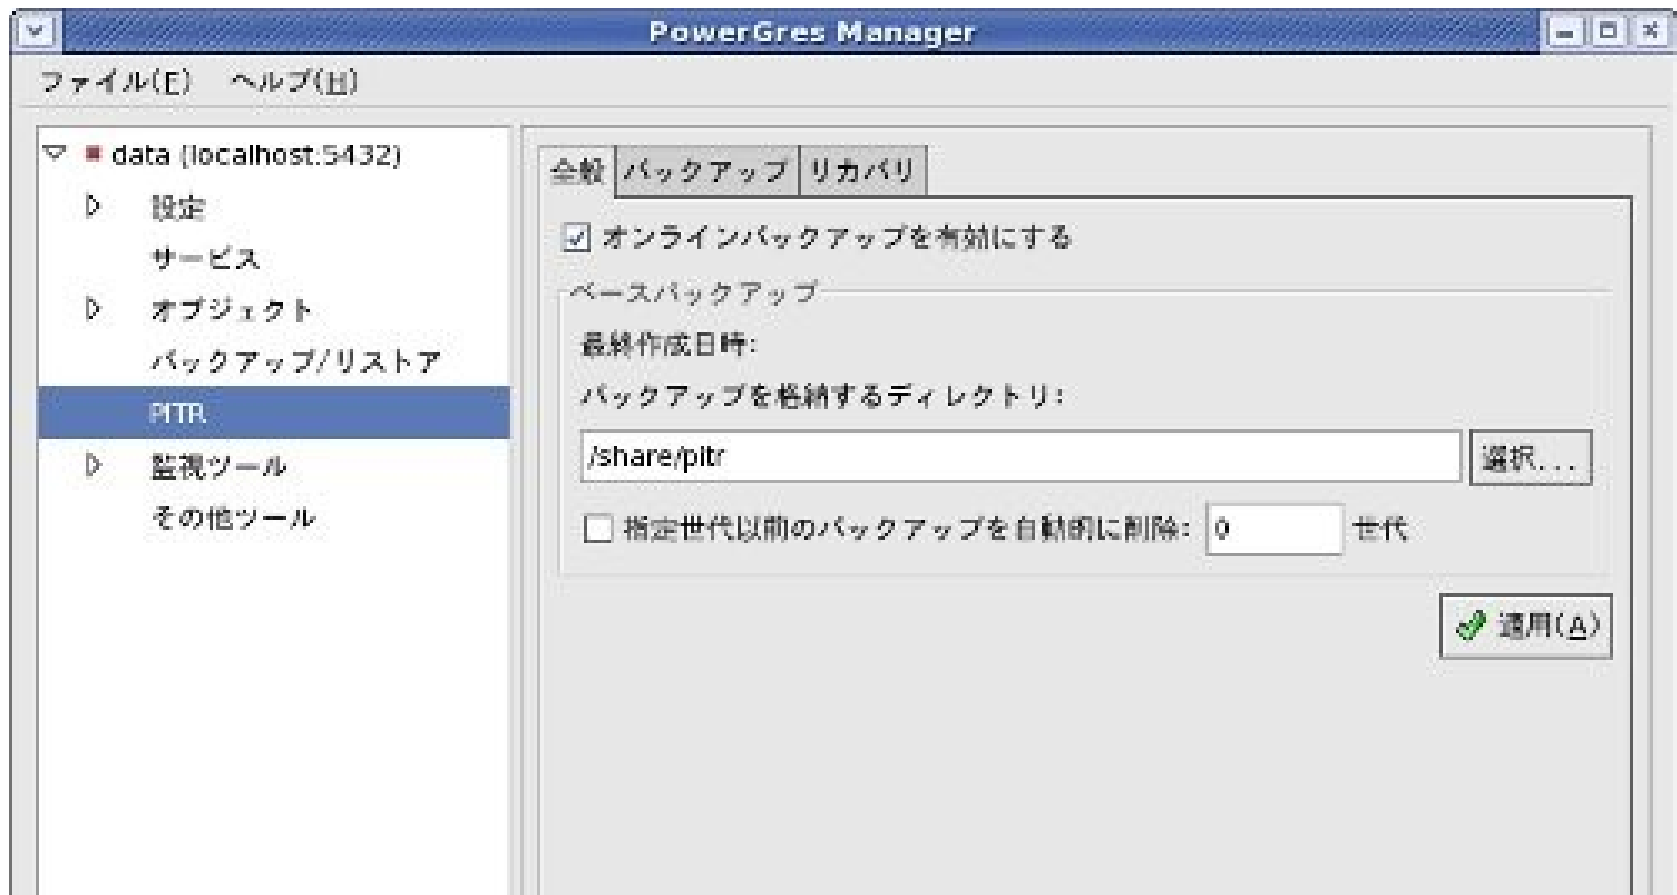 PowerGres Manager
ファイル(F) ヘルプ(H)
data (localhost:5432)
設定
サービス
オブジェクト
バックアップ/リストア
PITR
監視ツール
その他ツール
全般 バックアップ リカバリ
オンラインバックアップを有効にする
ベースバックアップ
最終作成日時:
バックアップを格納するディレクトリ:
/share/pitr 選択...
指定世代以前のバックアップを自動的に削除: 0 世代
適用(A)